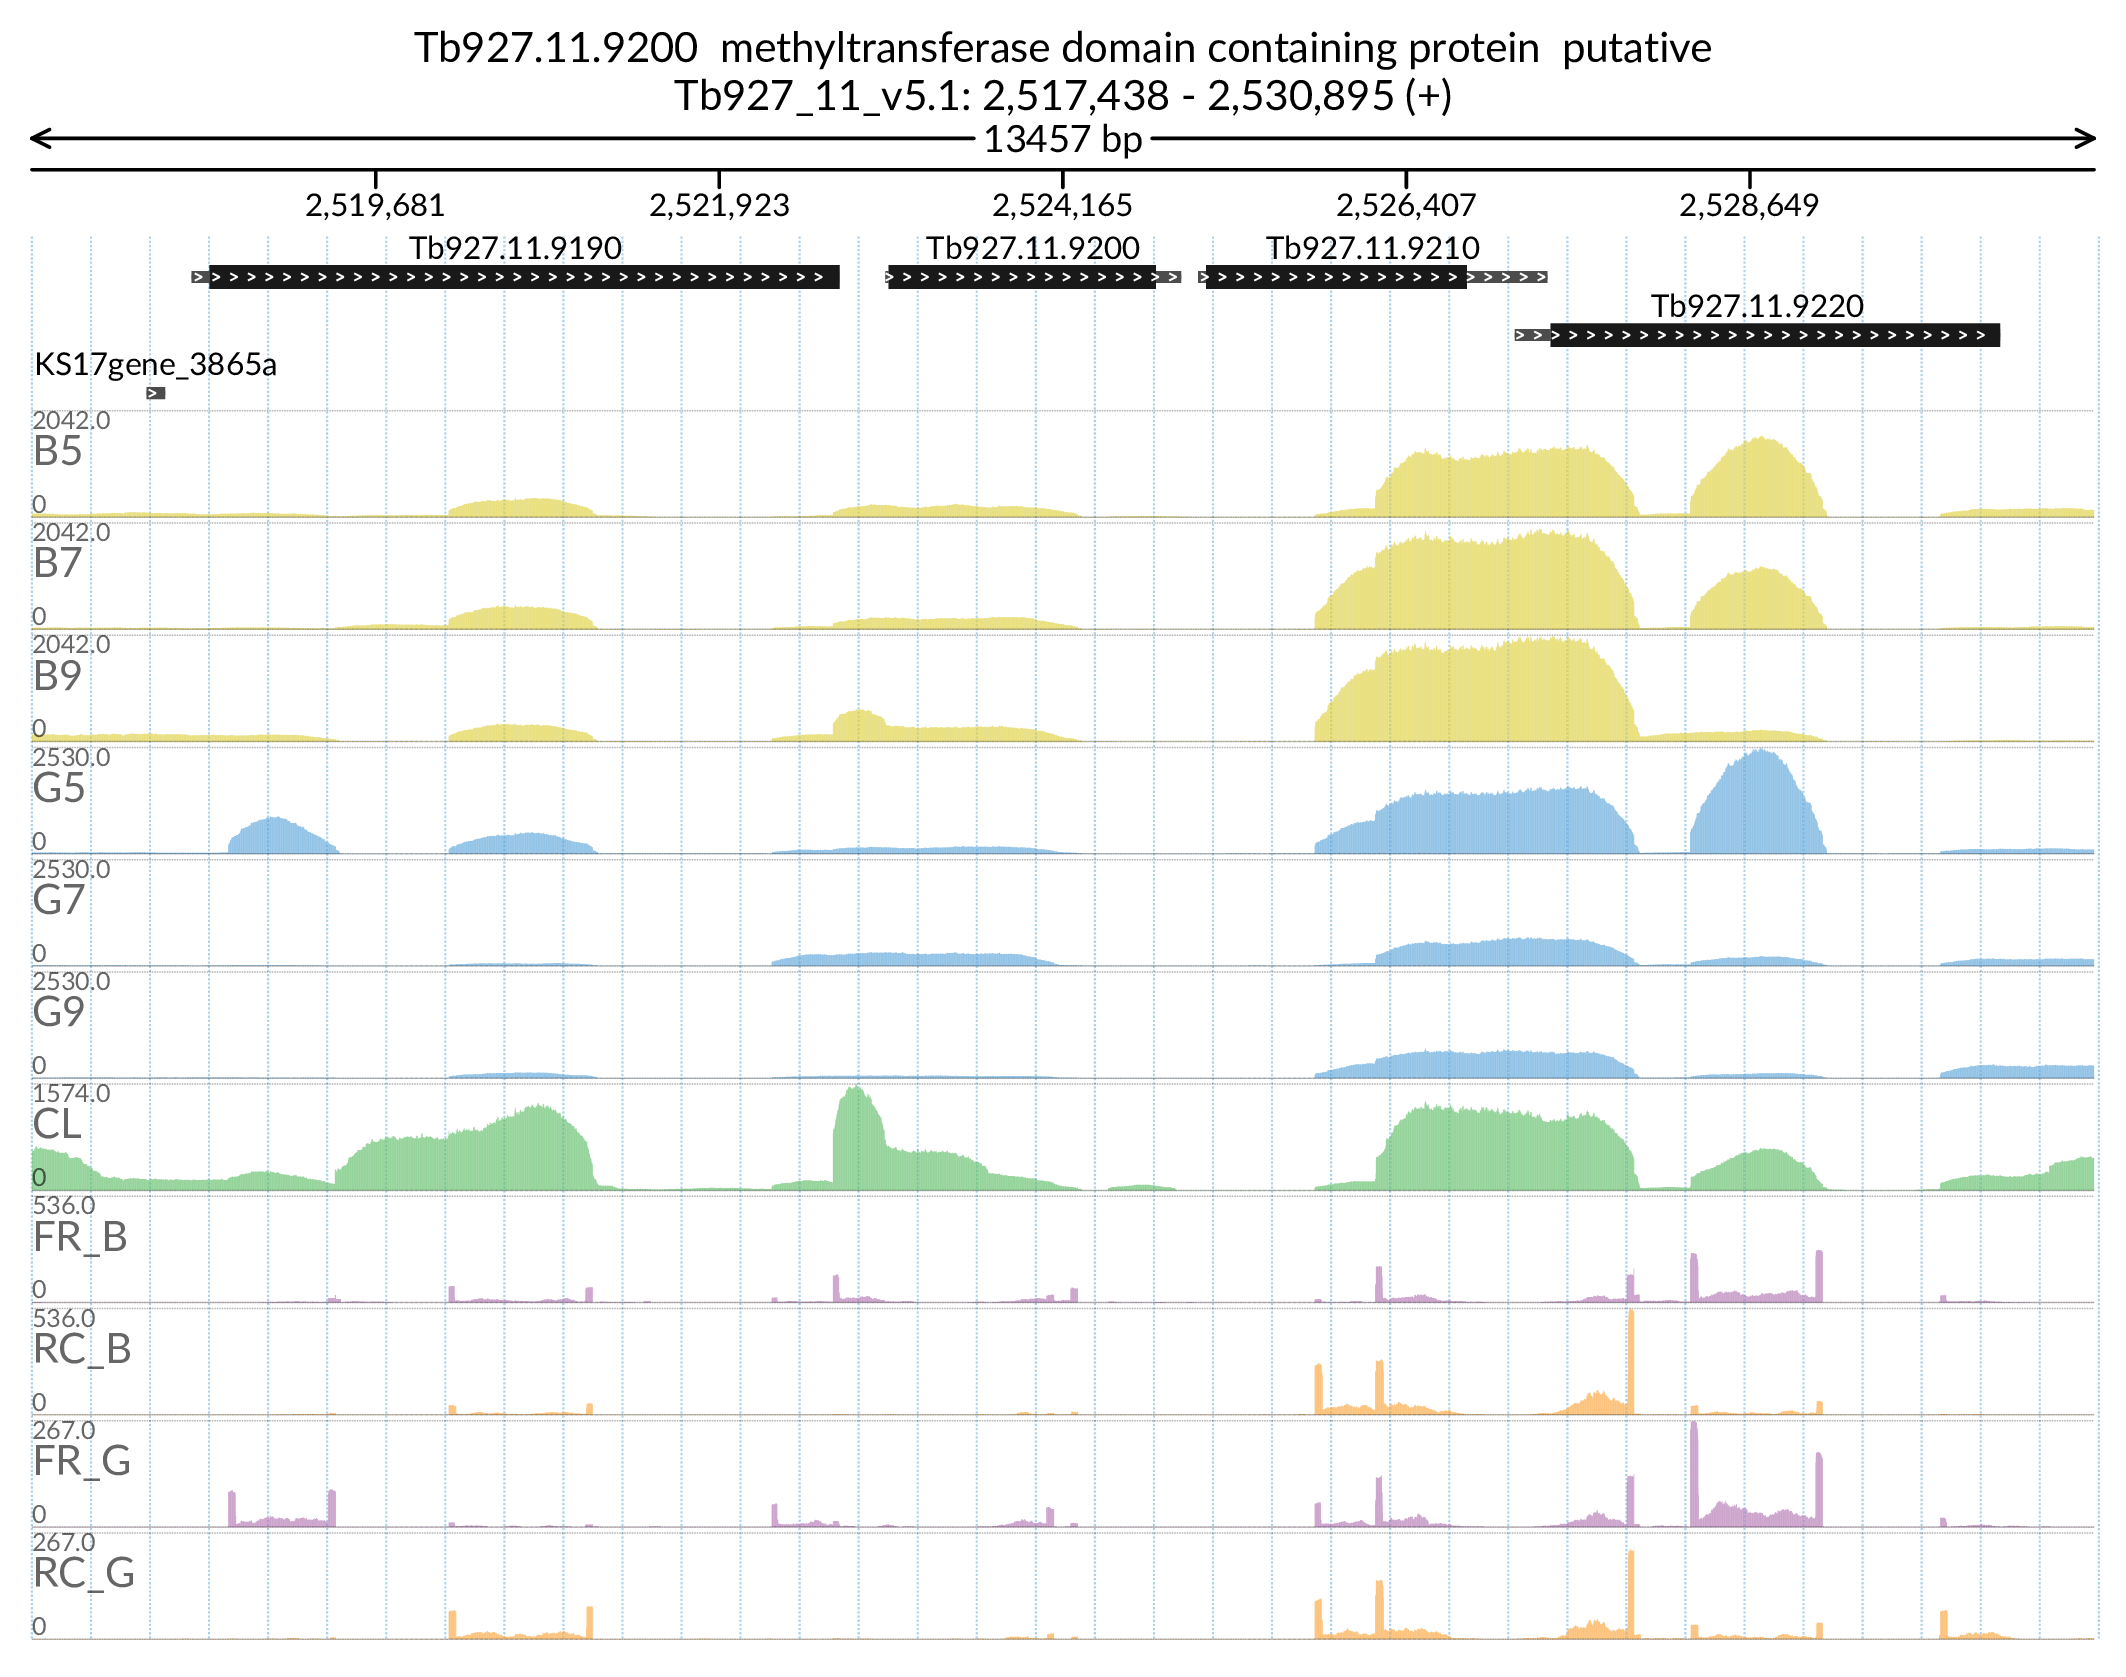 Tb927.11.9200 methyltransferase domain containing protein putative
Tb927_11_v5.1: 2,517,438 - 2,530,895 (+)
13457 bp
2,519,681 2,521,923 2,524,165 2,526,407 2,528,649
Tb927.11.9190 Tb927.11.9200 Tb927.11.9210
Tb927.11.9220
KS17gene_3865a
2042.0
B5
0
2042.0
B7
0
2042.0
B9
0
2530.0
G5
0
2530.0
G7
0
2530.0
G9
0
1574.0
CL
0
536.0
FR_B
0
536.0
RC_B
0
267.0
FR_G
0
267.0
RC_G
0